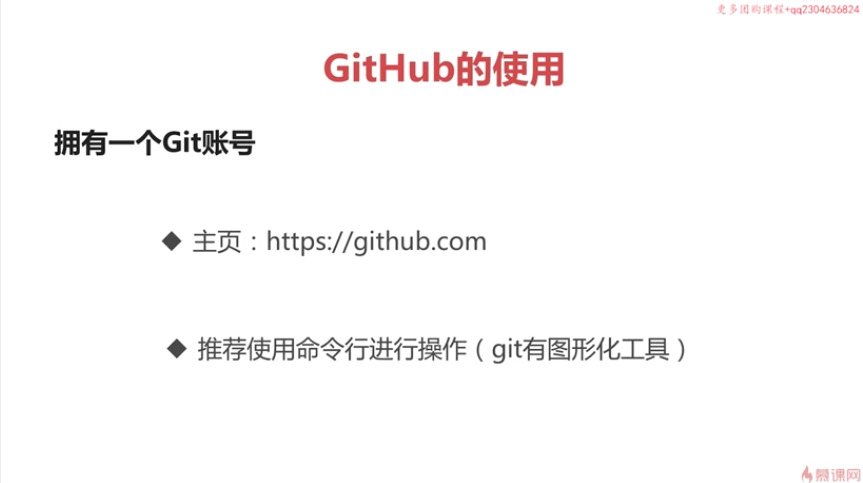 更多团购课程+qq2304636824
GitHub的使用
拥有一个Git账号
◆ 主页：https://github.com
◆ 推荐使用命令行进行操作（git有图形化工具）
慕课网